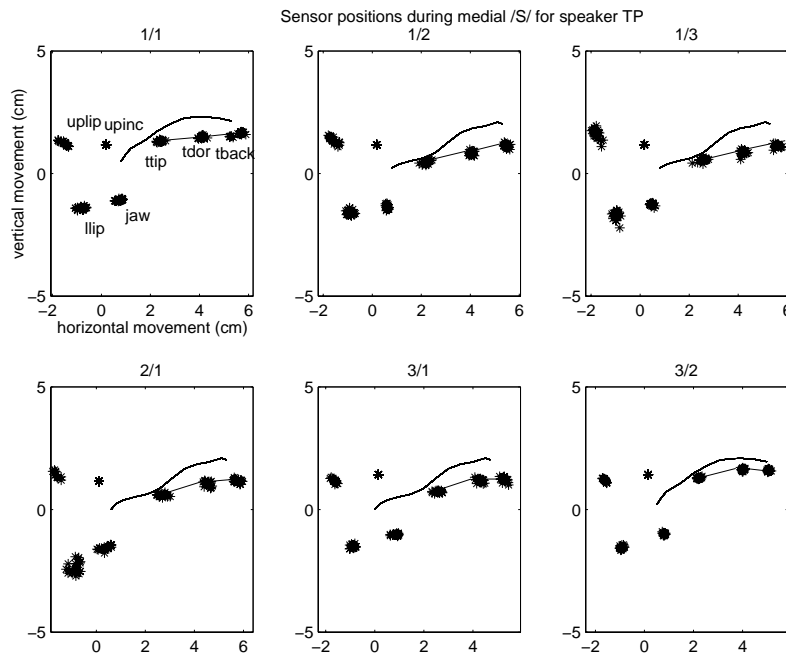 Sensor positions during medial /S/ for speaker TP
1/1
1/2
1/3
5
0
−5
vertical movement (cm)
uplip upinc
ttip tdor tback
llip jaw
−2 0 2 4 6
horizontal movement (cm)
5
0
−5
−2 0 2 4 6
5
0
−5
−2 0 2 4 6
2/1
3/1
3/2
5
0
−5
0 2 4 6
5
0
−5
−2 0 2 4 6
5
0
−5
−2 0 2 4 6